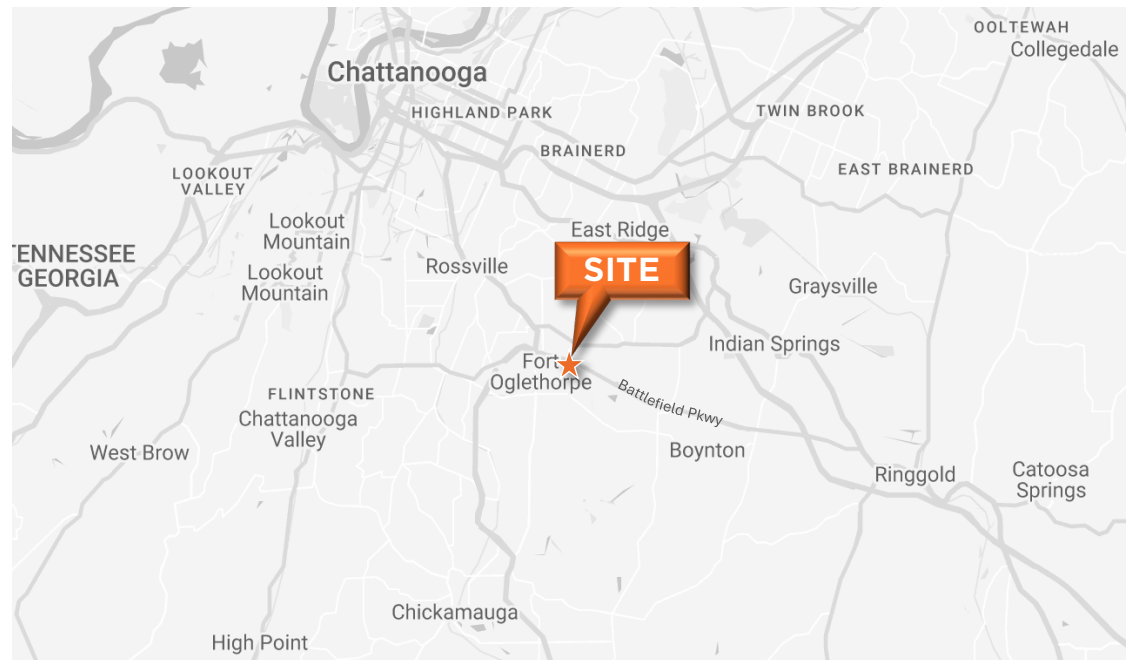 OOLTEWAH
Collegedale
Chattanooga
HIGHLAND PARK
TWIN BROOK
BRAINERD
EAST BRAINERD
LOOKOUT
VALLEY
Lookout
Mountain
East Ridge
TENNESSEE
GEORGIA
Lookout
Mountain
Rossville
SITE
Graysville
Indian Springs
Fort
Oglethorpe
Battlefield Pkwy
FLINTSTONE
Chattanooga
Valley
West Brow
Boynton
Ringgold
Catoosa
Springs
Chickamauga
High Point